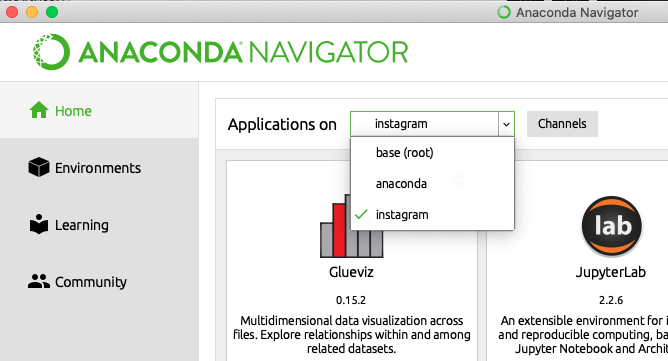 Anaconda Navigator
ANACONDA NAVIGATOR
Home
Applications on
instagram
Channels
base (root)
anaconda
instagram
Environments
Learning
Community
Glueviz
0.15.2
Multidimensional data visualization across
files. Explore relationships within and among
related datasets.
lab
JupyterLab
2.2.6
An extensible environment for i
and reproducible computing, ba
Jupyter Notebook and Archit